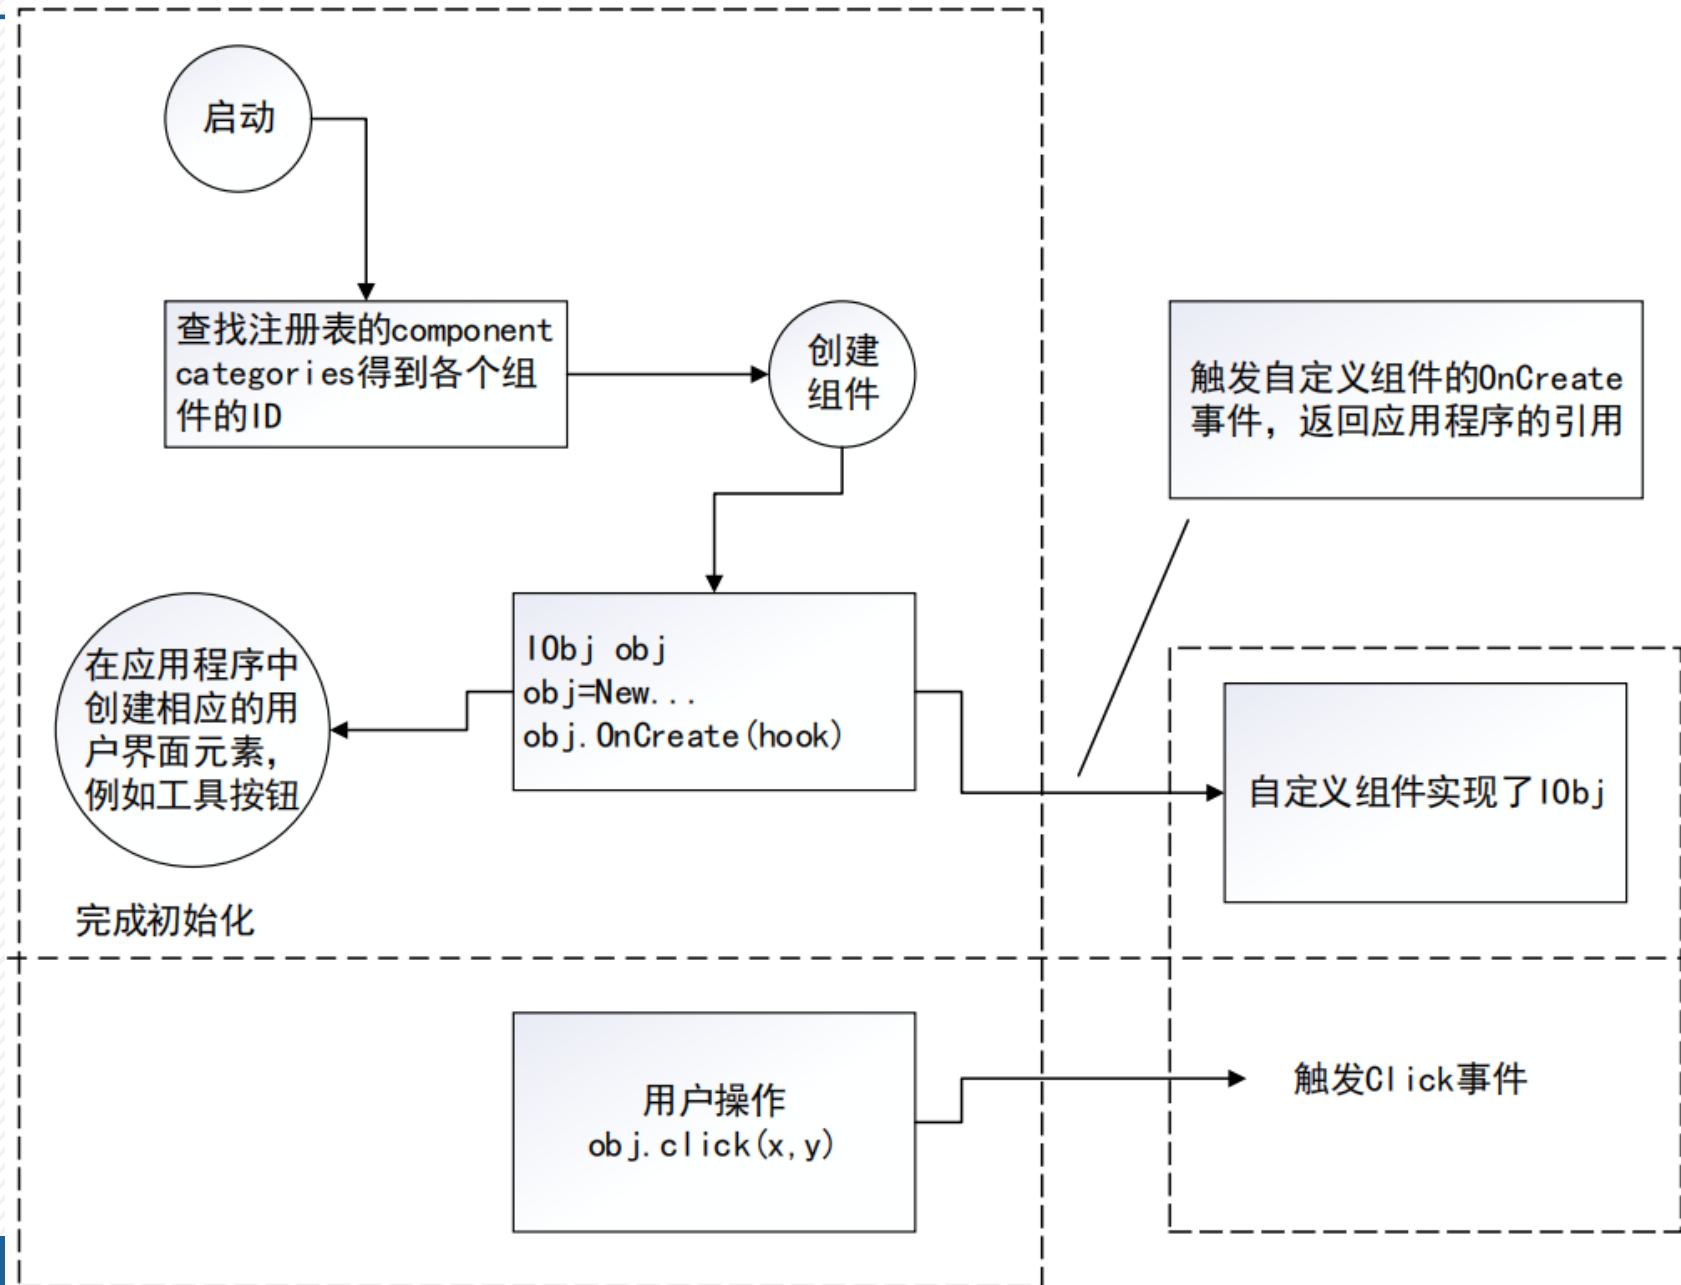 启动
查找注册表的component
categories得到各个组
件的ID
创建
组件
触发自定义组件的OnCreate
事件，返回应用程序的引用
在应用程序中
创建相应的用
户界面元素，
例如工具按钮
IObj obj
obj=New...
obj.OnCreate(hook)
自定义组件实现了IObj
完成初始化
用户操作
obj.click(x,y)
触发Click事件